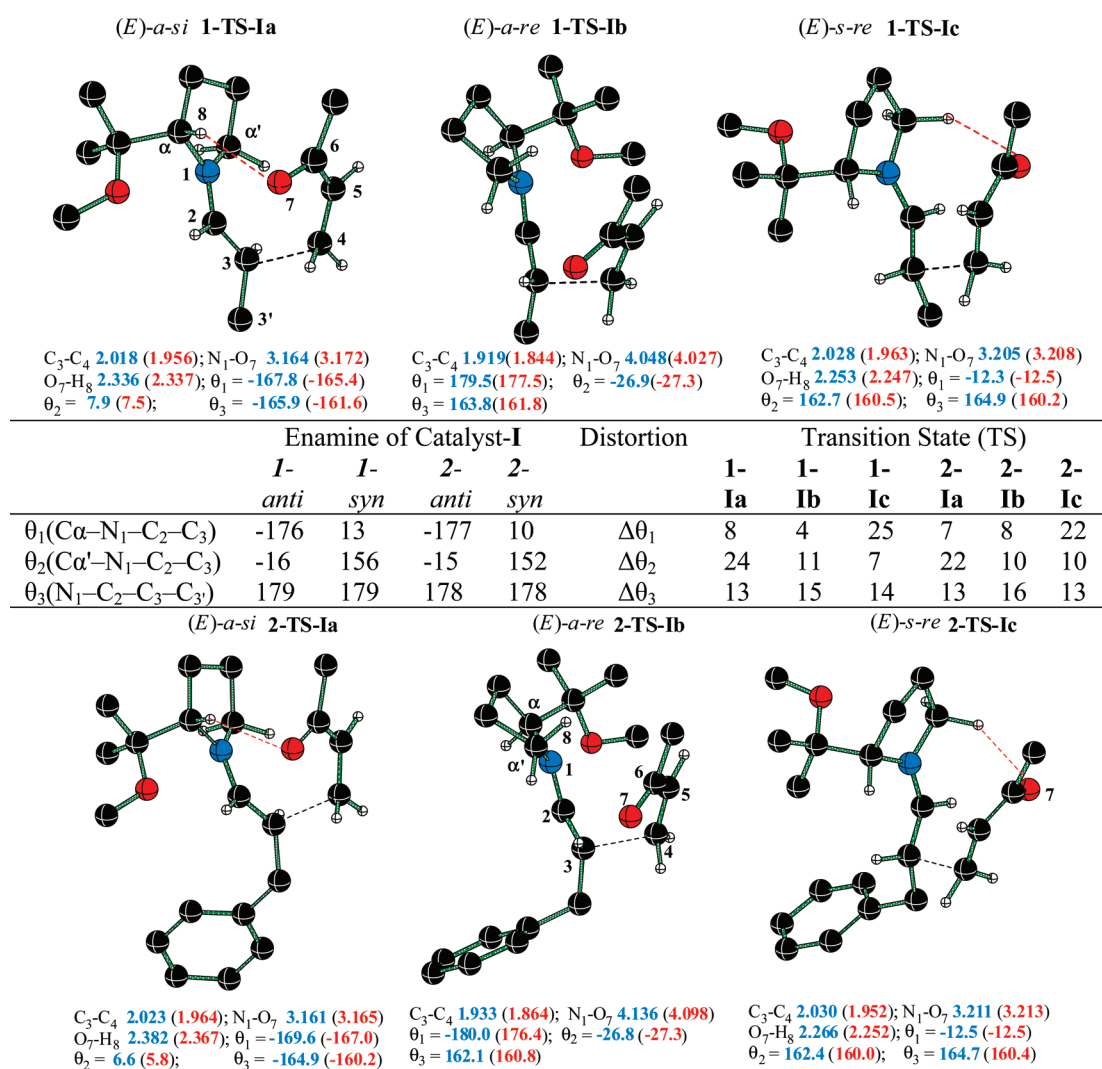 (E)-a-si 1-TS-Ia
(E)-a-re 1-TS-Ib
(E)-s-re 1-TS-Ic
8
α
α'
1
6
7
5
2
3
4
3'
C3-C4 2.018 (1.956); N1-O7 3.164 (3.172)
O7-H8 2.336 (2.337); θ1 = -167.8 (-165.4)
θ2 = 7.9 (7.5); θ3 = -165.9 (-161.6)
C3-C4 1.919(1.844); N1-O7 4.048(4.027)
θ1 = 179.5(177.5); θ2 = -26.9(-27.3)
θ3 = 163.8(161.8)
C3-C4 2.028 (1.963); N1-O7 3.205 (3.208)
O7-H8 2.253 (2.247); θ1 = -12.3 (-12.5)
θ2 = 162.7 (160.5); θ3 = 164.9 (160.2)
Enamine of Catalyst-I Distortion Transition State (TS)
1- 1- 2- 2- 1- 1- 1- 2- 2- 2-
anti syn anti syn Ia Ib Ic Ia Ib Ic
θ1(Cα–N1–C2–C3) -176 13 -177 10 Δθ1 8 4 25 7 8 22
θ2(Cα'–N1–C2–C3) -16 156 -15 152 Δθ2 24 11 7 22 10 10
θ3(N1–C2–C3–C3') 179 179 178 178 Δθ3 13 15 14 13 16 13
(E)-a-si 2-TS-Ia
(E)-a-re 2-TS-Ib
(E)-s-re 2-TS-Ic
α
8
α'
1
6
7
5
2
3
4
7
C3-C4 2.023 (1.964); N1-O7 3.161 (3.165)
O7-H8 2.382 (2.367); θ1 = -169.6 (-167.0)
θ2 = 6.6 (5.8); θ3 = -164.9 (-160.2)
C3-C4 1.933 (1.864); N1-O7 4.136 (4.098)
θ1 = -180.0 (176.4); θ2 = -26.8 (-27.3)
θ3 = 162.1 (160.8)
C3-C4 2.030 (1.952); N1-O7 3.211 (3.213)
O7-H8 2.266 (2.252); θ1 = -12.5 (-12.5)
θ2 = 162.4 (160.0); θ3 = 164.7 (160.4)